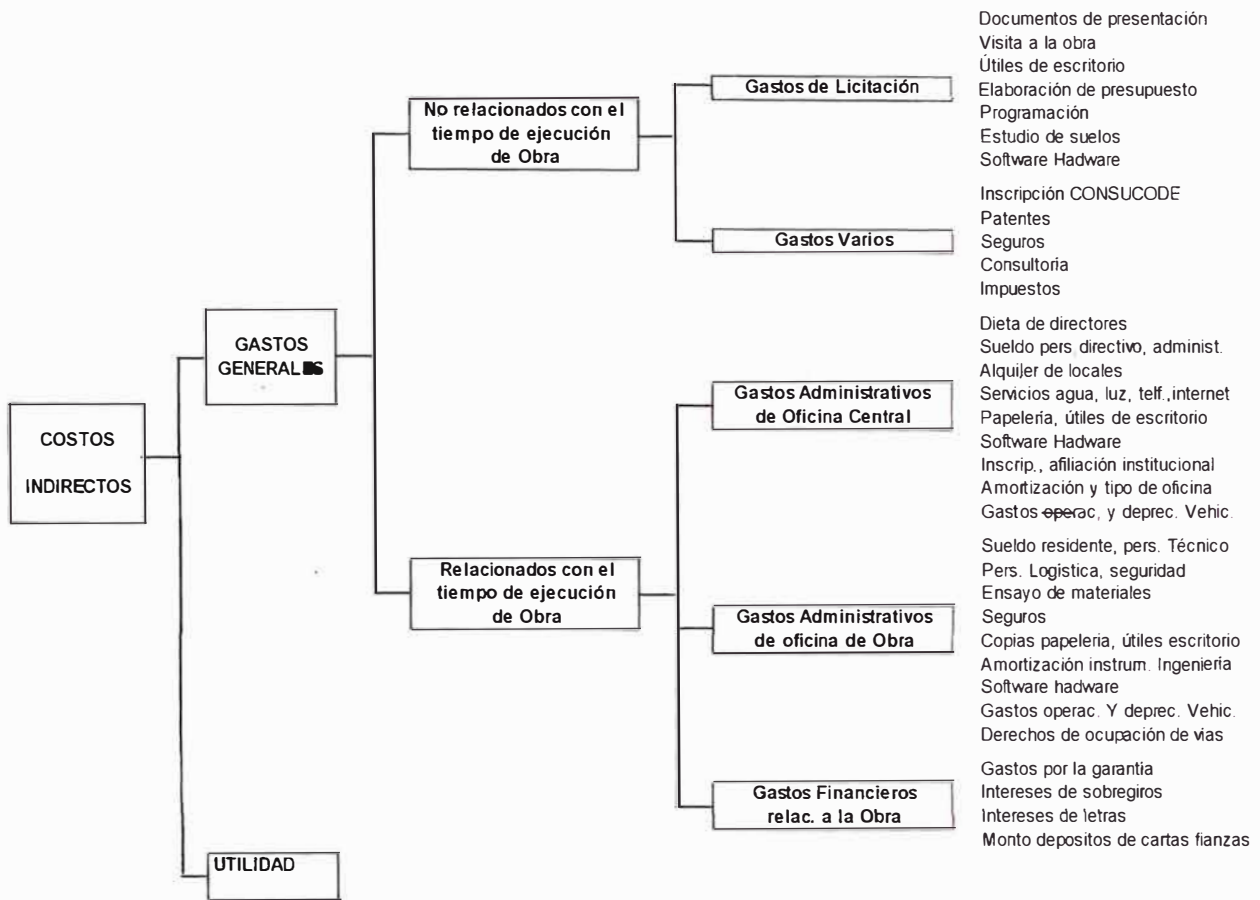 COSTOS
INDIRECTOS
GASTOS
GENERALES
UTILIDAD
No relacionados con el
tiempo de ejecución
de Obra
Relacionados con el
tiempo de ejecución
de Obra
Gastos de Licitación
Documentos de presentación
Visita a la obra
Útiles de escritorio
Elaboración de presupuesto
Programación
Estudio de suelos
Software Hadware
Gastos Varios
Inscripción CONSUCODE
Patentes
Seguros
Consultoría
Impuestos
Gastos Administrativos
de Oficina Central
Dieta de directores
Sueldo pers directivo, administ.
Alquiler de locales
Servicios agua, luz, telf.,internet
Papelería, útiles de escritorio
Software Hadware
Inscrip., afiliación institucional
Amortización y tipo de oficina
Gastos operac, y deprec. Vehic.
Gastos Administrativos
de oficina de Obra
Sueldo residente, pers. Técnico
Pers. Logística, seguridad
Ensayo de materiales
Seguros
Copias papeleria, útiles escritorio
Amortización instrum. Ingeniería
Software hadware
Gastos operac. Y deprec. Vehic.
Derechos de ocupación de vias
Gastos Financieros
relac. a la Obra
Gastos por la garantia
Intereses de sobregiros
Intereses de letras
Monto depositos de cartas fianzas